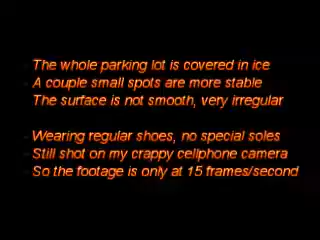 - The whole parking lot is covered in ice
- A couple small spots are more stable
- The surface is not smooth, very irregular
- Wearing regular shoes, no special soles
- Still shot on my crappy cellphone camera
- So the footage is only at 15 frames/second